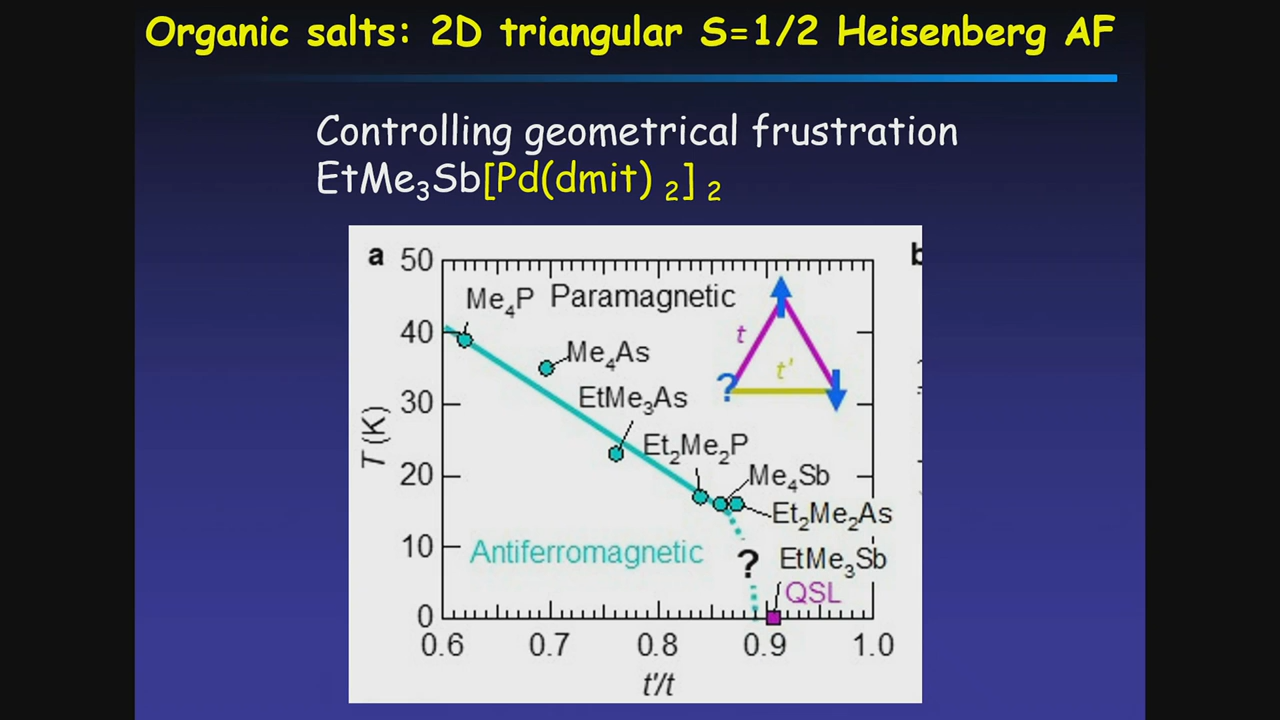 Organic salts: 2D triangular S=1/2 Heisenberg AF
Controlling geometrical frustration
EtMe₃Sb[Pd(dmit) ₂] ₂
a
b
50
40
30
20
10
0
T (K)
Me₄P
Paramagnetic
Me₄As
EtMe₃As
Et₂Me₂P
Me₄Sb
Et₂Me₂As
Antiferromagnetic
?
EtMe₃Sb
QSL
t
t'
?
0.6 0.7 0.8 0.9 1.0
t'/t